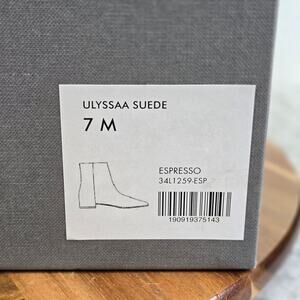 ULYSSAA SUEDE
7 M
ESPRESSO
34L1259-ESP
190919375143